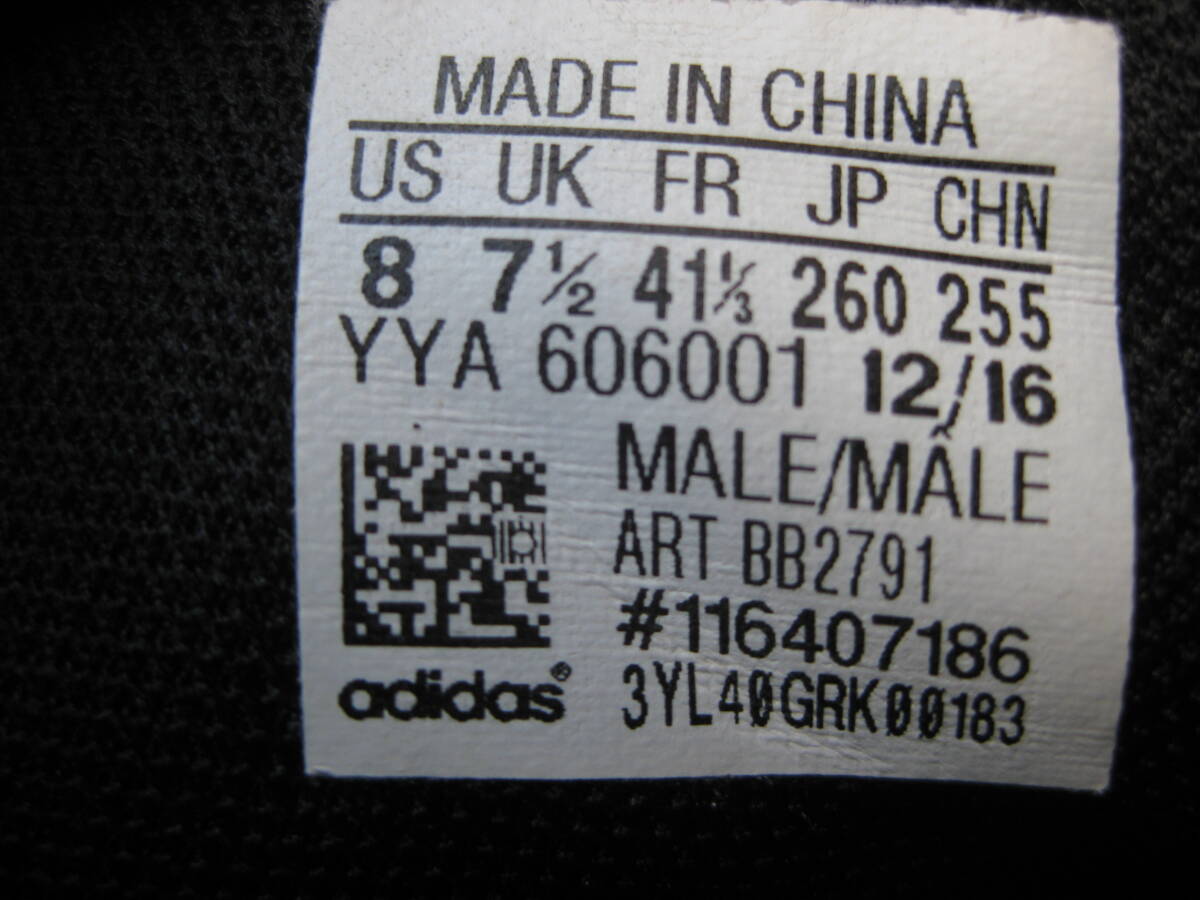 MADE IN CHINA
US UK FR JP CHN
8 7½ 41⅓ 260 255
YYA 606001 12/16
MALE/MÂLE
ART BB2791
#116407186
adidas® 3YL40GRK00183